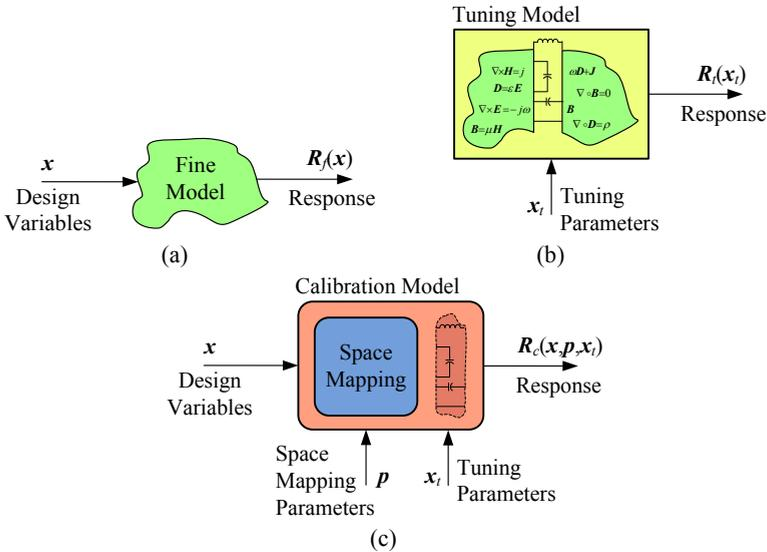 Tuning Model
∇×H=j
ωD+J
D=εE
∇∘B=0
∇×E=-jω
B
B=μH
∇∘D=ρ
R_t(x_t)
Response
x_t
Tuning
Parameters
(b)
x
Design
Variables
Fine
Model
R_f(x)
Response
(a)
Calibration Model
x
Design
Variables
Space
Mapping
R_c(x,p,x_t)
Response
Space
Mapping
Parameters
p
x_t
Tuning
Parameters
(c)